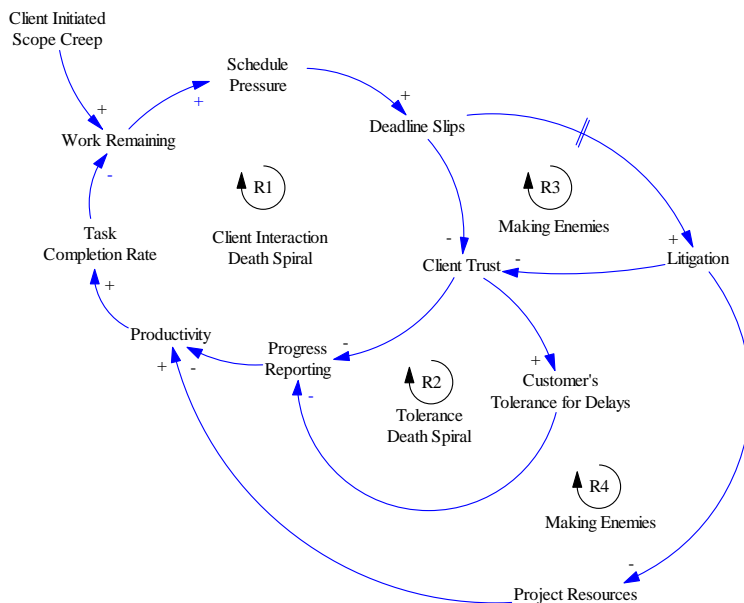 Client Initiated
Scope Creep
Schedule
Pressure
+
+
+
Deadline Slips
Work Remaining
-
R1
R3
Making Enemies
Client Interaction
Death Spiral
Task
Completion Rate
-
-
+
Client Trust
Litigation
+
Productivity
-
Progress
Reporting
+
-
+
-
R2
Customer's
Tolerance for Delays
Tolerance
Death Spiral
R4
Making Enemies
-
Project Resources